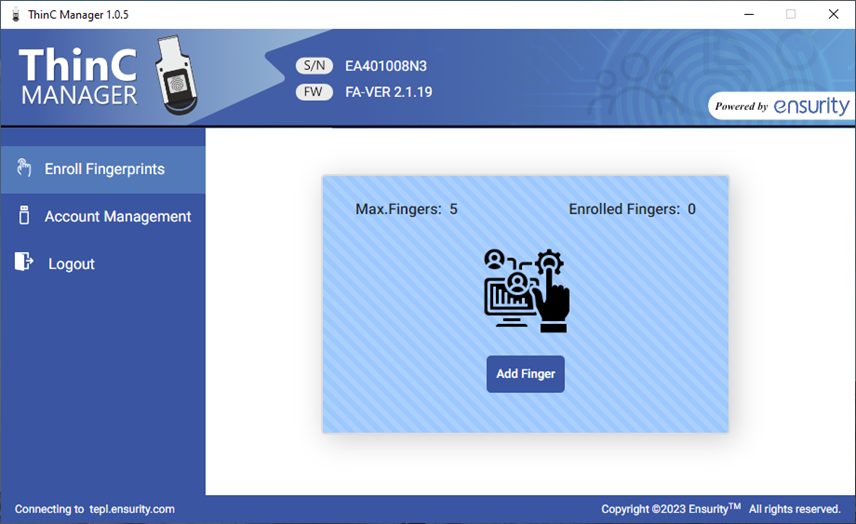 ThinC Manager 1.0.5
ThinC
MANAGER
S/N EA401008N3
FW FA-VER 2.1.19
Powered by ensurity
Enroll Fingerprints
Account Management
Logout
Max.Fingers: 5 Enrolled Fingers: 0
Add Finger
Connecting to tepl.ensurity.com Copyright ©2023 Ensurity™ All rights reserved.